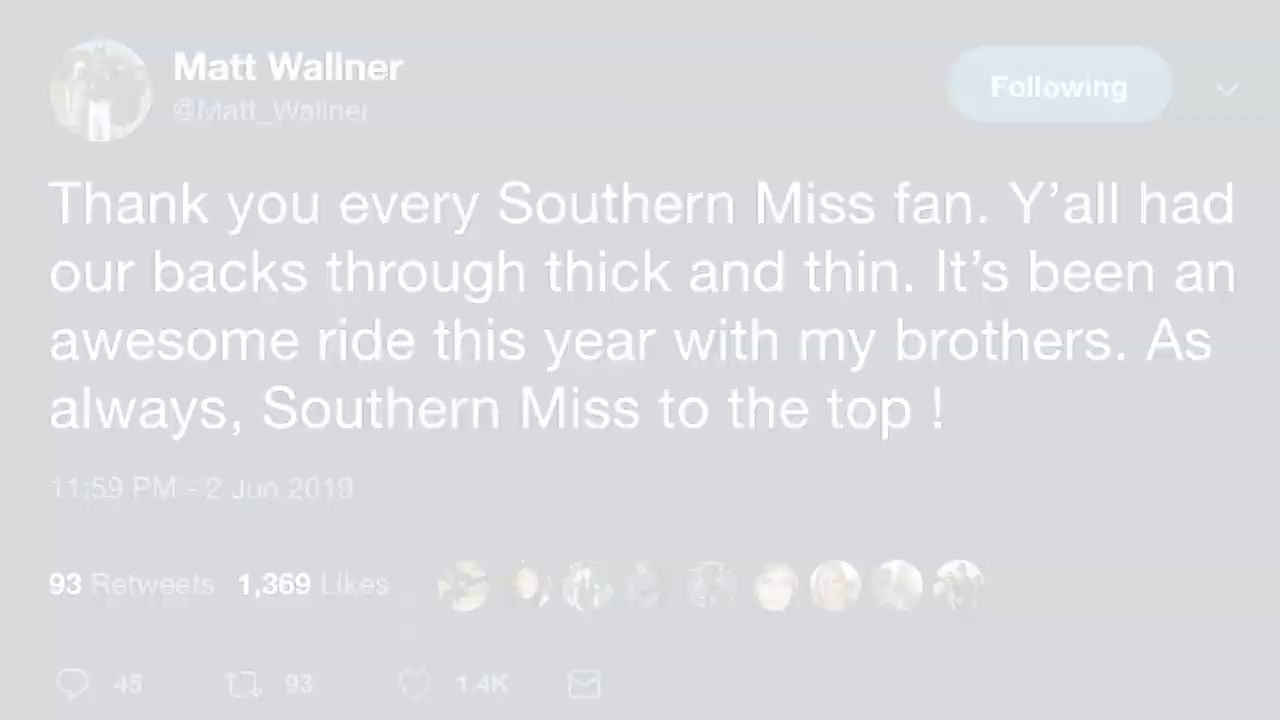 Matt Wallner
@Matt_Wallner
Following
Thank you every Southern Miss fan. Y’all had
our backs through thick and thin. It’s been an
awesome ride this year with my brothers. As
always, Southern Miss to the top !
11:59 PM - 2 Jun 2019
93 Retweets 1,369 Likes
45 93 1.4K